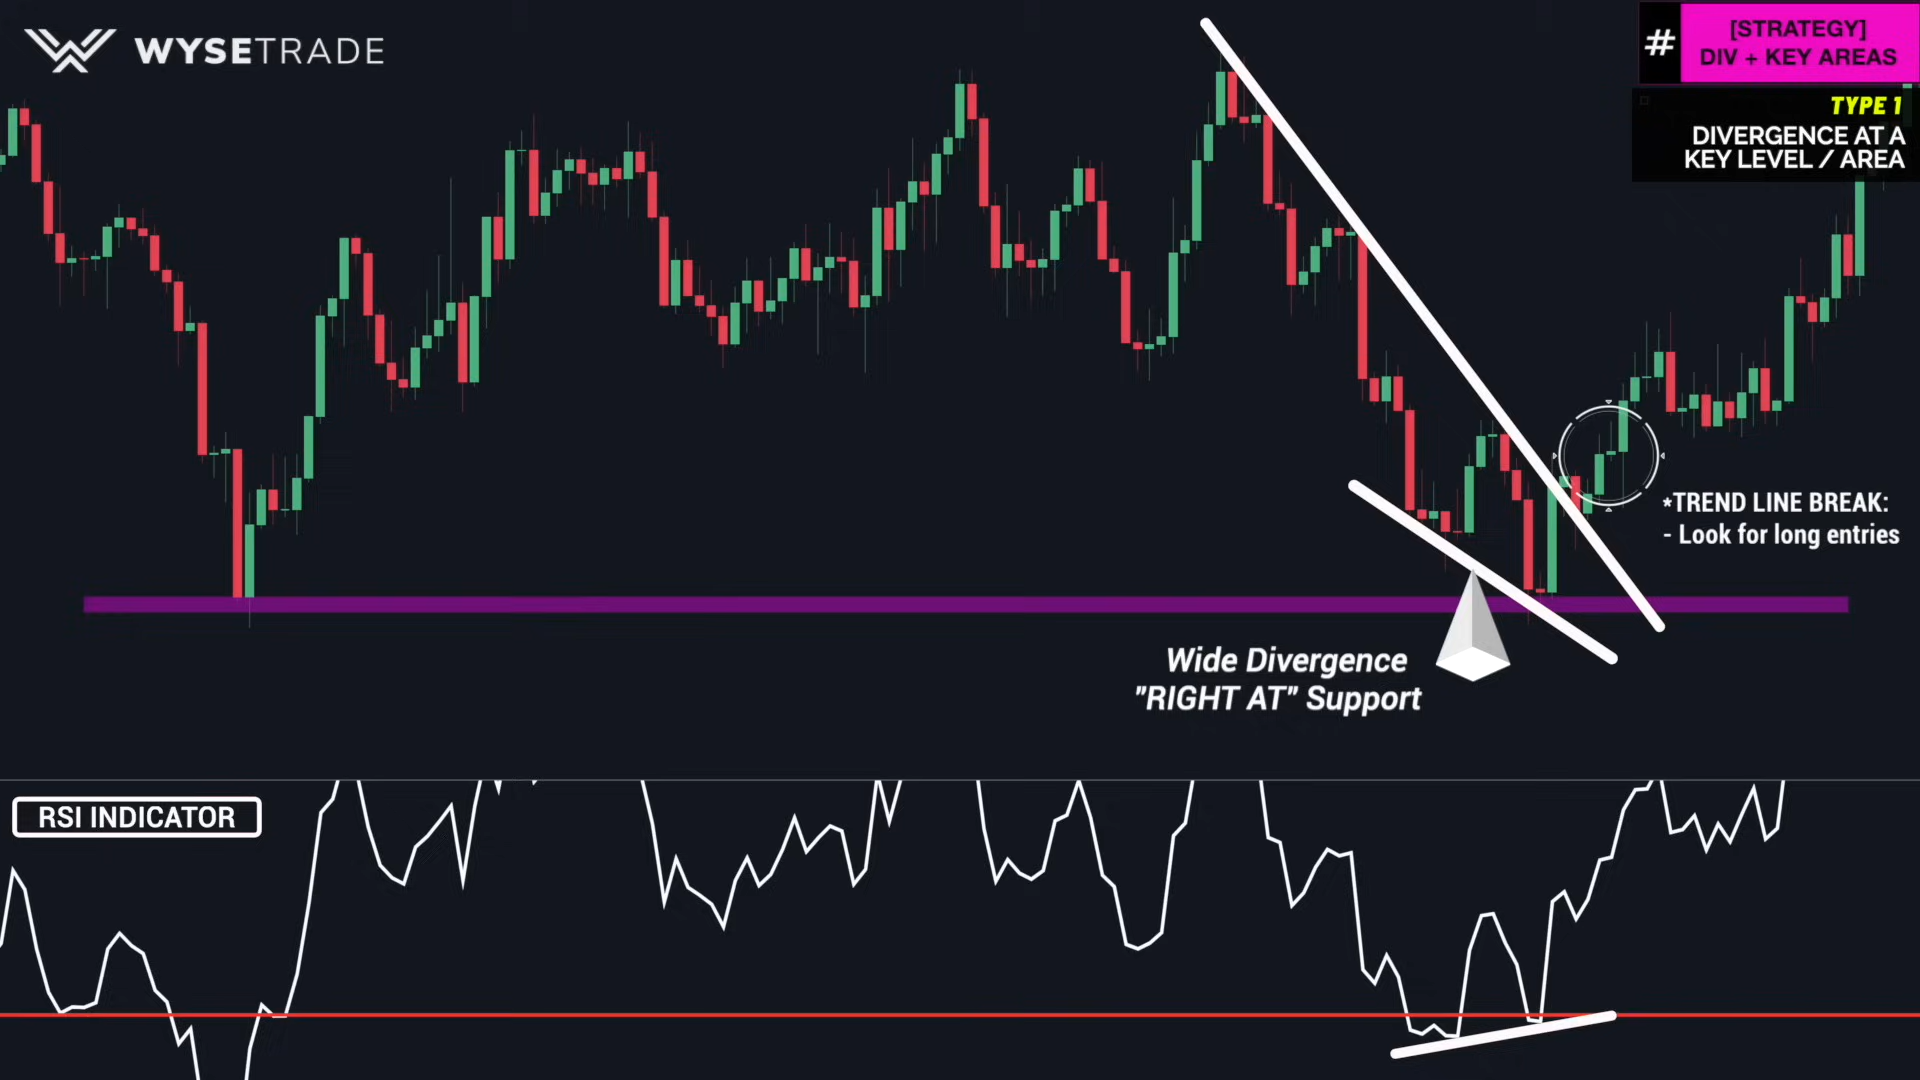 WYSETRADE
#
[STRATEGY]
DIV + KEY AREAS
TYPE 1
DIVERGENCE AT A
KEY LEVEL / AREA
*TREND LINE BREAK:
- Look for long entries
Wide Divergence
"RIGHT AT" Support
RSI INDICATOR